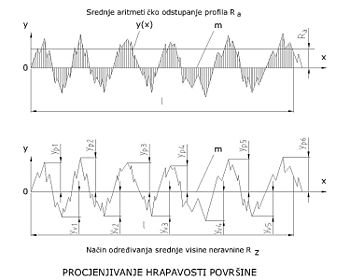 Srednje aritmetičko odstupanje profila Ra
y y(x) m
Ra
0 x
l
yp1 yp2 yp3 yp4 yp5 yp6
y m
0 x
yv1 yv2 yv3 yv4 yv5
l
Način određivanja srednje visine neravnine Rz
PROCJENJIVANJE HRAPAVOSTI POVRŠINE